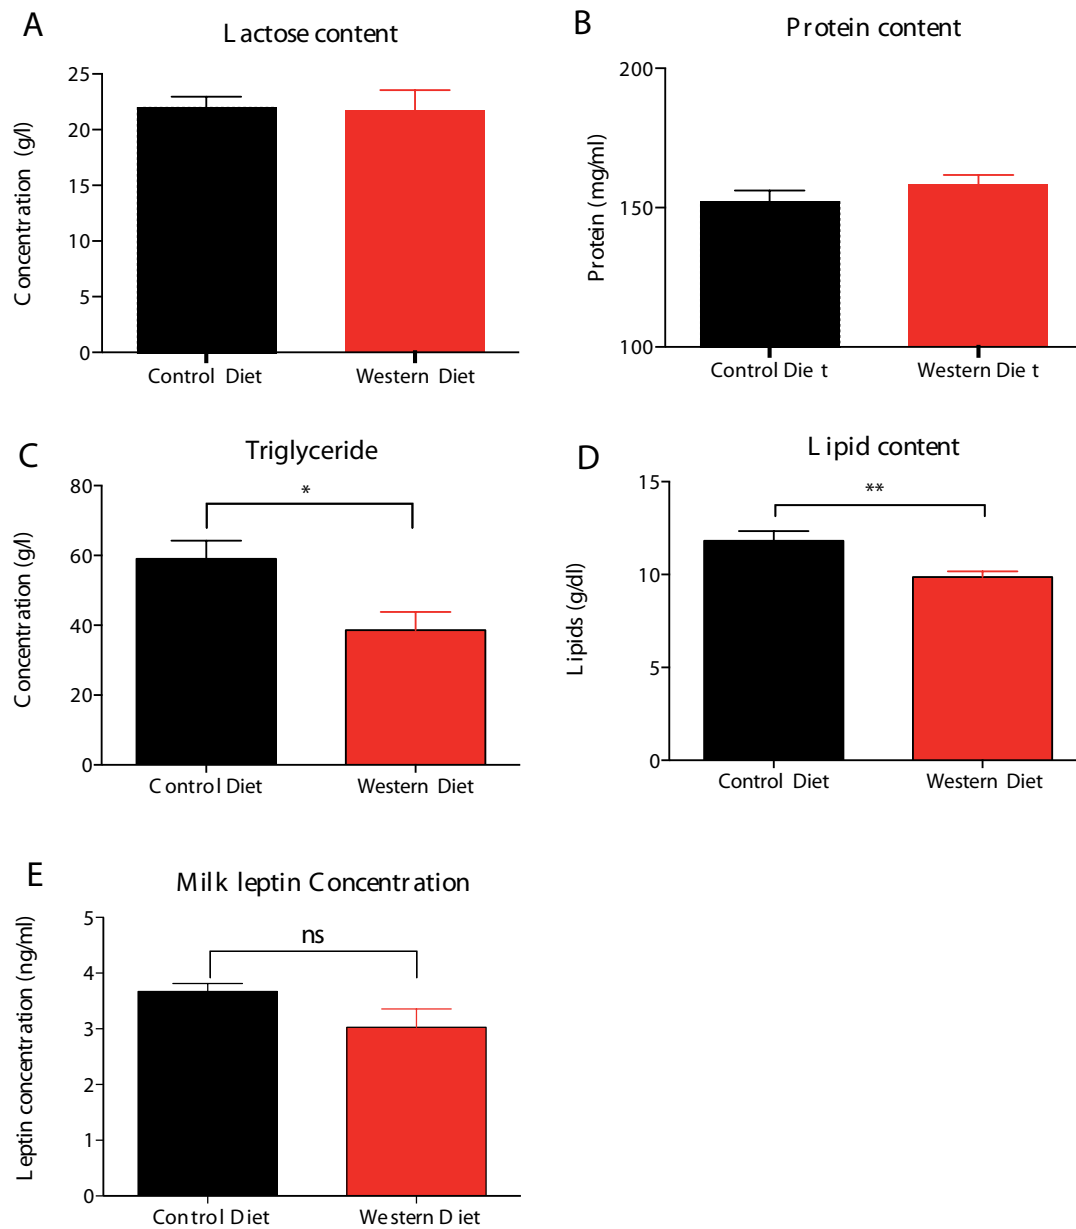 A
Lactose content
Concentration (g/l)
25
20
15
10
5
0
Control Diet
Western Diet
B
Protein content
Protein (mg/ml)
200
150
100
Control Die t
Western Die t
C
Triglyceride
Concentration (g/l)
80
60
40
20
0
*
Control Diet
Western Diet
D
Lipid content
Lipids (g/dl)
15
10
5
0
**
Control Diet
Western Diet
E
Milk leptin Concentration
Leptin concentration (ng/ml)
5
4
3
2
1
0
ns
Control Diet
Western Diet